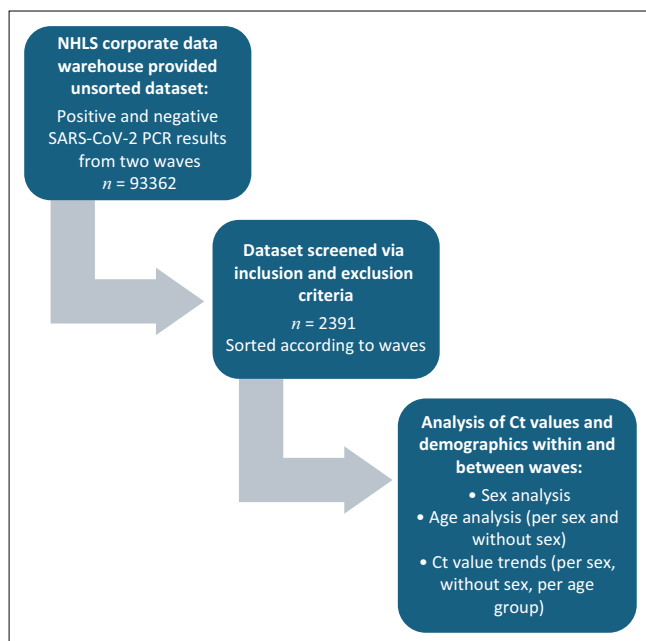 NHLS corporate data
warehouse provided
unsorted dataset:
Positive and negative
SARS-CoV-2 PCR results
from two waves
n = 93362
Dataset screened via
inclusion and exclusion
criteria
n = 2391
Sorted according to waves
Analysis of Ct values and
demographics within and
between waves:
• Sex analysis
• Age analysis (per sex and
without sex)
• Ct value trends (per sex,
without sex, per age
group)